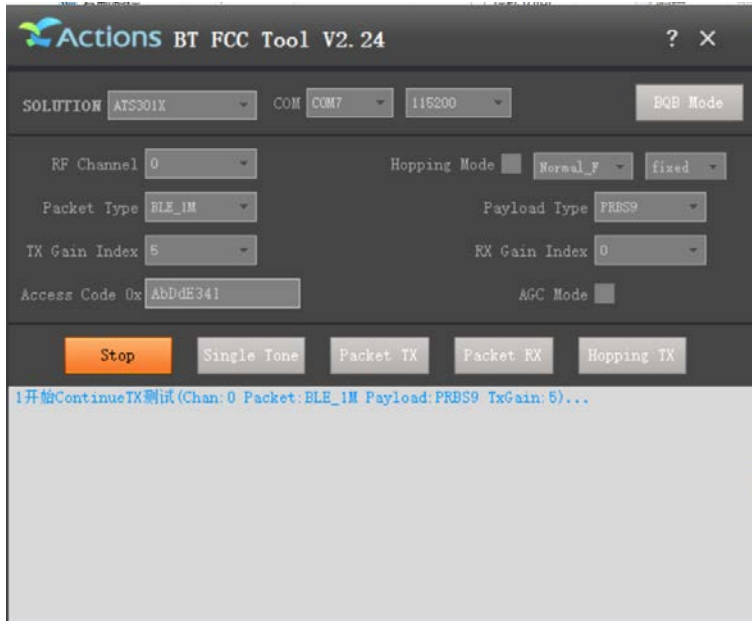 Actions BT FCC Tool V2.24 ? ×
SOLUTION ATS301X COM COM7 115200 BQB Mode
RF Channel 0 Hopping Mode Normal_F fixed
Packet Type BLE_1M Payload Type PRBS9
TX Gain Index 5 RX Gain Index 0
Access Code 0x AbDdE341 AGC Mode
Stop Single Tone Packet TX Packet RX Hopping TX
1开始ContinueTX测试(Chan:0 Packet:BLE_1M Payload:PRBS9 TxGain:5)...